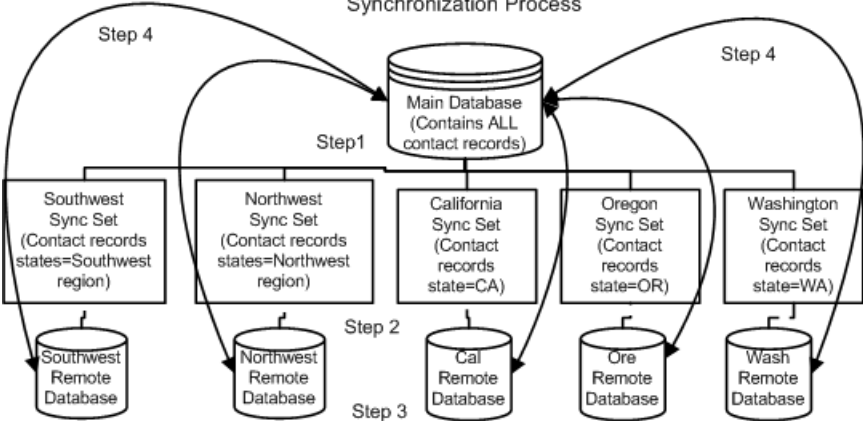 Synchronization Process
Step 4
Step 4
Main Database
(Contains ALL
contact records)
Step1
Southwest
Sync Set
(Contact records
states=Southwest
region)
Northwest
Sync Set
(Contact records
states=Northwest
region)
California
Sync Set
(Contact
records
state=CA)
Oregon
Sync Set
(Contact
records
state=OR)
Washington
Sync Set
(Contact
records
state=WA)
Step 2
Southwest
Remote
Database
Northwest
Remote
Database
Cal
Remote
Database
Ore
Remote
Database
Wash
Remote
Database
Step 3